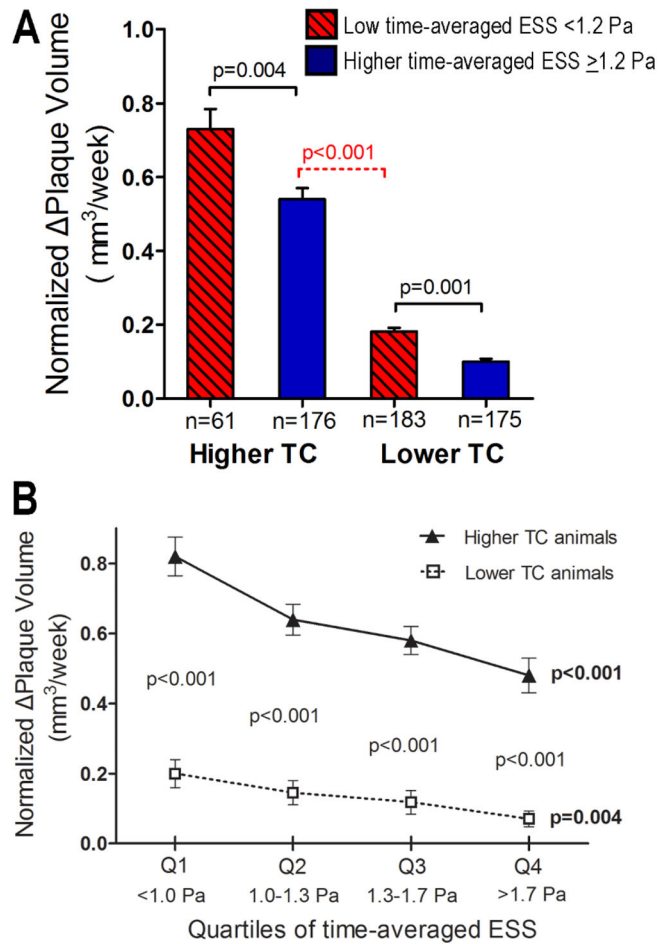 A
Low time-averaged ESS <1.2 Pa
Higher time-averaged ESS ≥1.2 Pa
Normalized ΔPlaque Volume
( mm³/week)
1.0
0.8
0.6
0.4
0.2
0.0
p=0.004
p<0.001
p=0.001
n=61 n=176 n=183 n=175
Higher TC Lower TC
B
Higher TC animals
Lower TC animals
Normalized ΔPlaque Volume
(mm³/week)
0.8
0.6
0.4
0.2
0.0
p<0.001
p<0.001
p<0.001
p<0.001
p<0.001
p=0.004
Q1 Q2 Q3 Q4
<1.0 Pa 1.0-1.3 Pa 1.3-1.7 Pa >1.7 Pa
Quartiles of time-averaged ESS